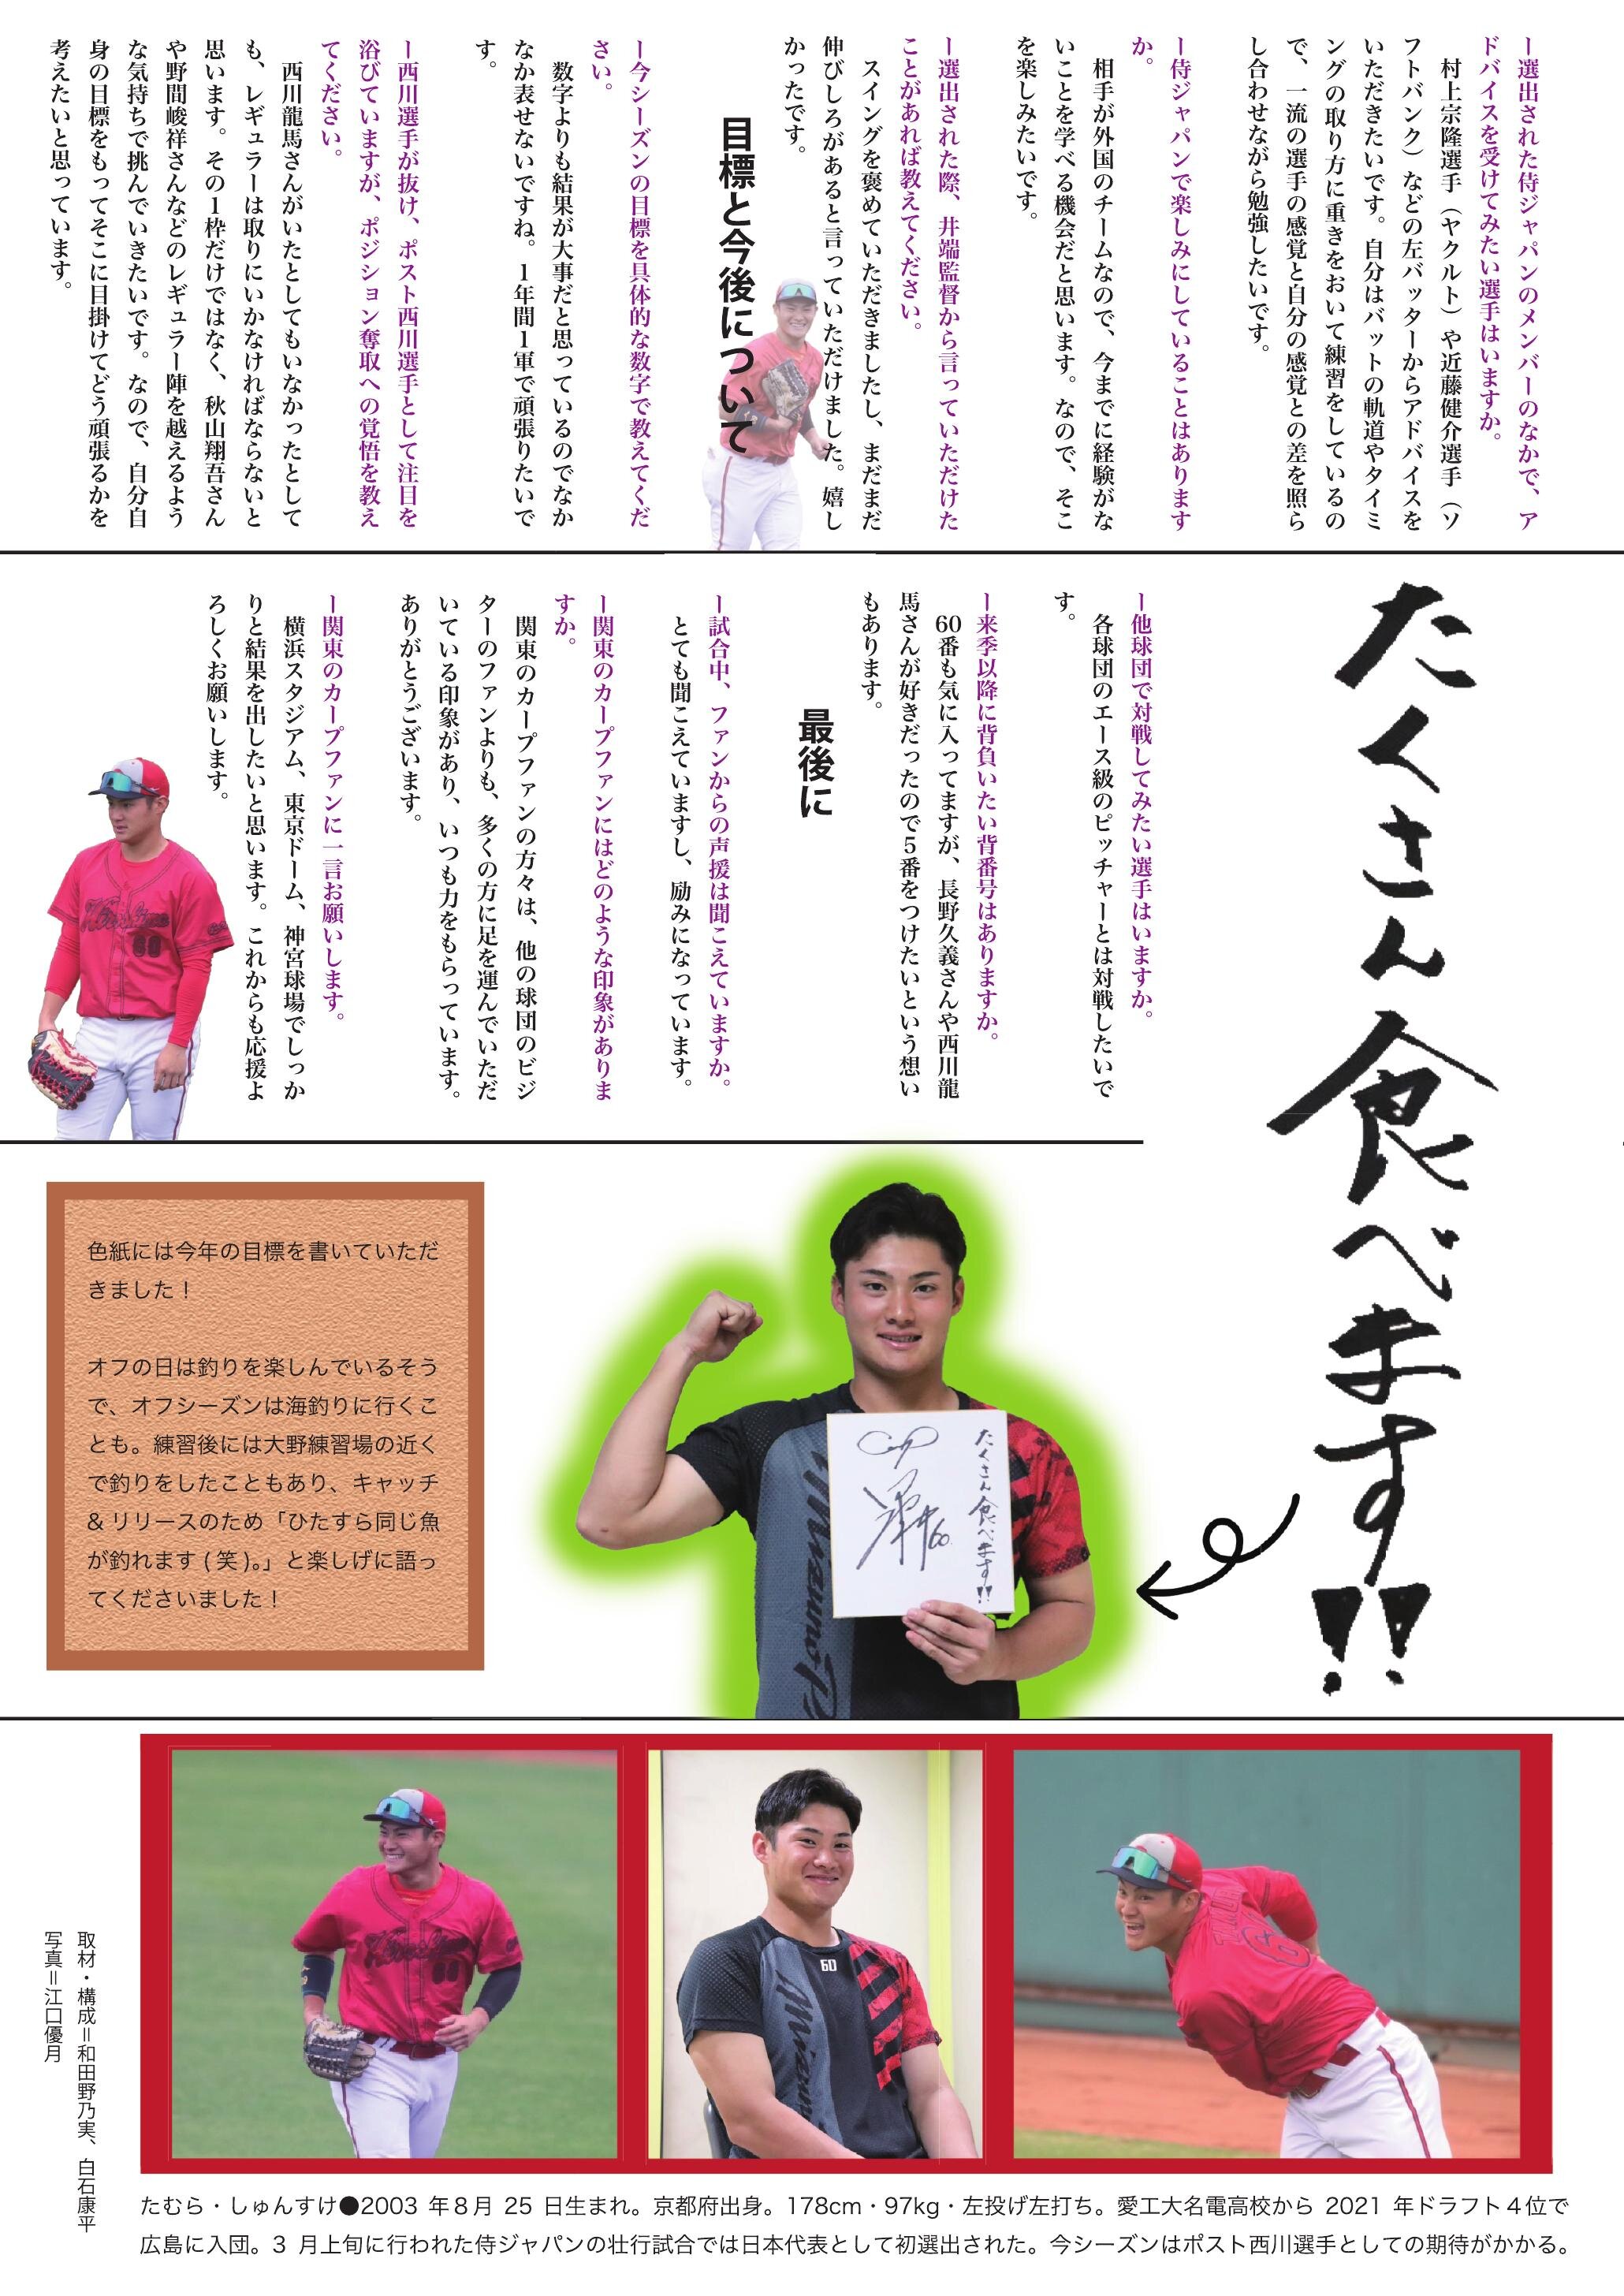 ー選出された侍ジャパンのメンバーのなかで、ア
ドバイスを受けてみたい選手はいますか。
村上宗隆選手（ヤクルト）や近藤健介選手（ソ
フトバンク）などの左バッターからアドバイスを
いただきたいです。自分はバットの軌道やタイミ
ングの取り方に重きをおいて練習をしているの
で、一流の選手の感覚と自分の感覚との差を照ら
し合わせながら勉強したいです。
ー侍ジャパンで楽しみにしていることはあります
か。
相手が外国のチームなので、今までに経験がな
いことを学べる機会だと思います。なので、そこ
を楽しみたいです。
ー選出された際、井端監督から言っていただけた
ことがあれば教えてください。
スイングを褒めていただきましたし、まだまだ
伸びしろがあると言っていただけました。嬉し
かったです。
目標と今後について
ー今シーズンの目標を具体的な数字で教えてくだ
さい。
数字よりも結果が大事だと思っているのでなか
なか表せないですね。１年間１軍で頑張りたいで
す。
ー西川選手が抜け、ポスト西川選手として注目を
浴びていますが、ポジション奪取への覚悟を教え
てください。
西川龍馬さんがいたとしてもいなかったとして
も、レギュラーは取りにいかなければならないと
思います。その１枠だけではなく、秋山翔吾さん
や野間峻祥さんなどのレギュラー陣を越えるよう
な気持ちで挑んでいきたいです。なので、自分自
身の目標をもってそこに目掛けてどう頑張るかを
考えたいと思っています。
たくさん食べます!!
ー他球団で対戦してみたい選手はいますか。
各球団のエース級のピッチャーとは対戦したいで
す。
ー来季以降に背負いたい背番号はありますか。
60番も気に入ってますが、長野久義さんや西川龍
馬さんが好きだったので５番をつけたいという想い
もあります。
最後に
ー試合中、ファンからの声援は聞こえていますか。
とても聞こえていますし、励みになっています。
ー関東のカープファンにはどのような印象がありま
すか。
関東のカープファンの方々は、他の球団のビジ
ターのファンよりも、多くの方に足を運んでいただ
いている印象があり、いつも力をもらっています。
ありがとうございます。
ー関東のカープファンに一言お願いします。
横浜スタジアム、東京ドーム、神宮球場でしっか
りと結果を出したいと思います。これからも応援よ
ろしくお願いします。
60
色紙には今年の目標を書いていただ
きました！
オフの日は釣りを楽しんでいるそう
で、オフシーズンは海釣りに行くこ
とも。練習後には大野練習場の近く
で釣りをしたこともあり、キャッチ
& リリースのため「ひたすら同じ魚
が釣れます ( 笑 )。」と楽しげに語っ
てくださいました！
たくさん食べます!!
60
60
60
取材・構成＝和田野乃実、白石康平
写真＝江口優月
たむら・しゅんすけ●2003 年８月 25 日生まれ。京都府出身。178cm・97kg・左投げ左打ち。愛工大名電高校から 2021 年ドラフト４位で
広島に入団。3 月上旬に行われた侍ジャパンの壮行試合では日本代表として初選出された。今シーズンはポスト西川選手としての期待がかかる。